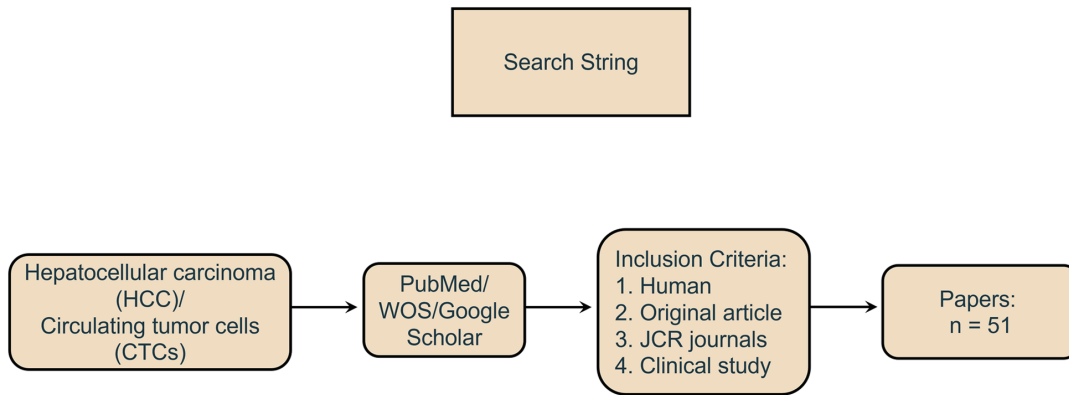 Search String
Hepatocellular carcinoma
(HCC)/
Circulating tumor cells
(CTCs)
PubMed/
WOS/Google
Scholar
Inclusion Criteria:
1. Human
2. Original article
3. JCR journals
4. Clinical study
Papers:
n = 51